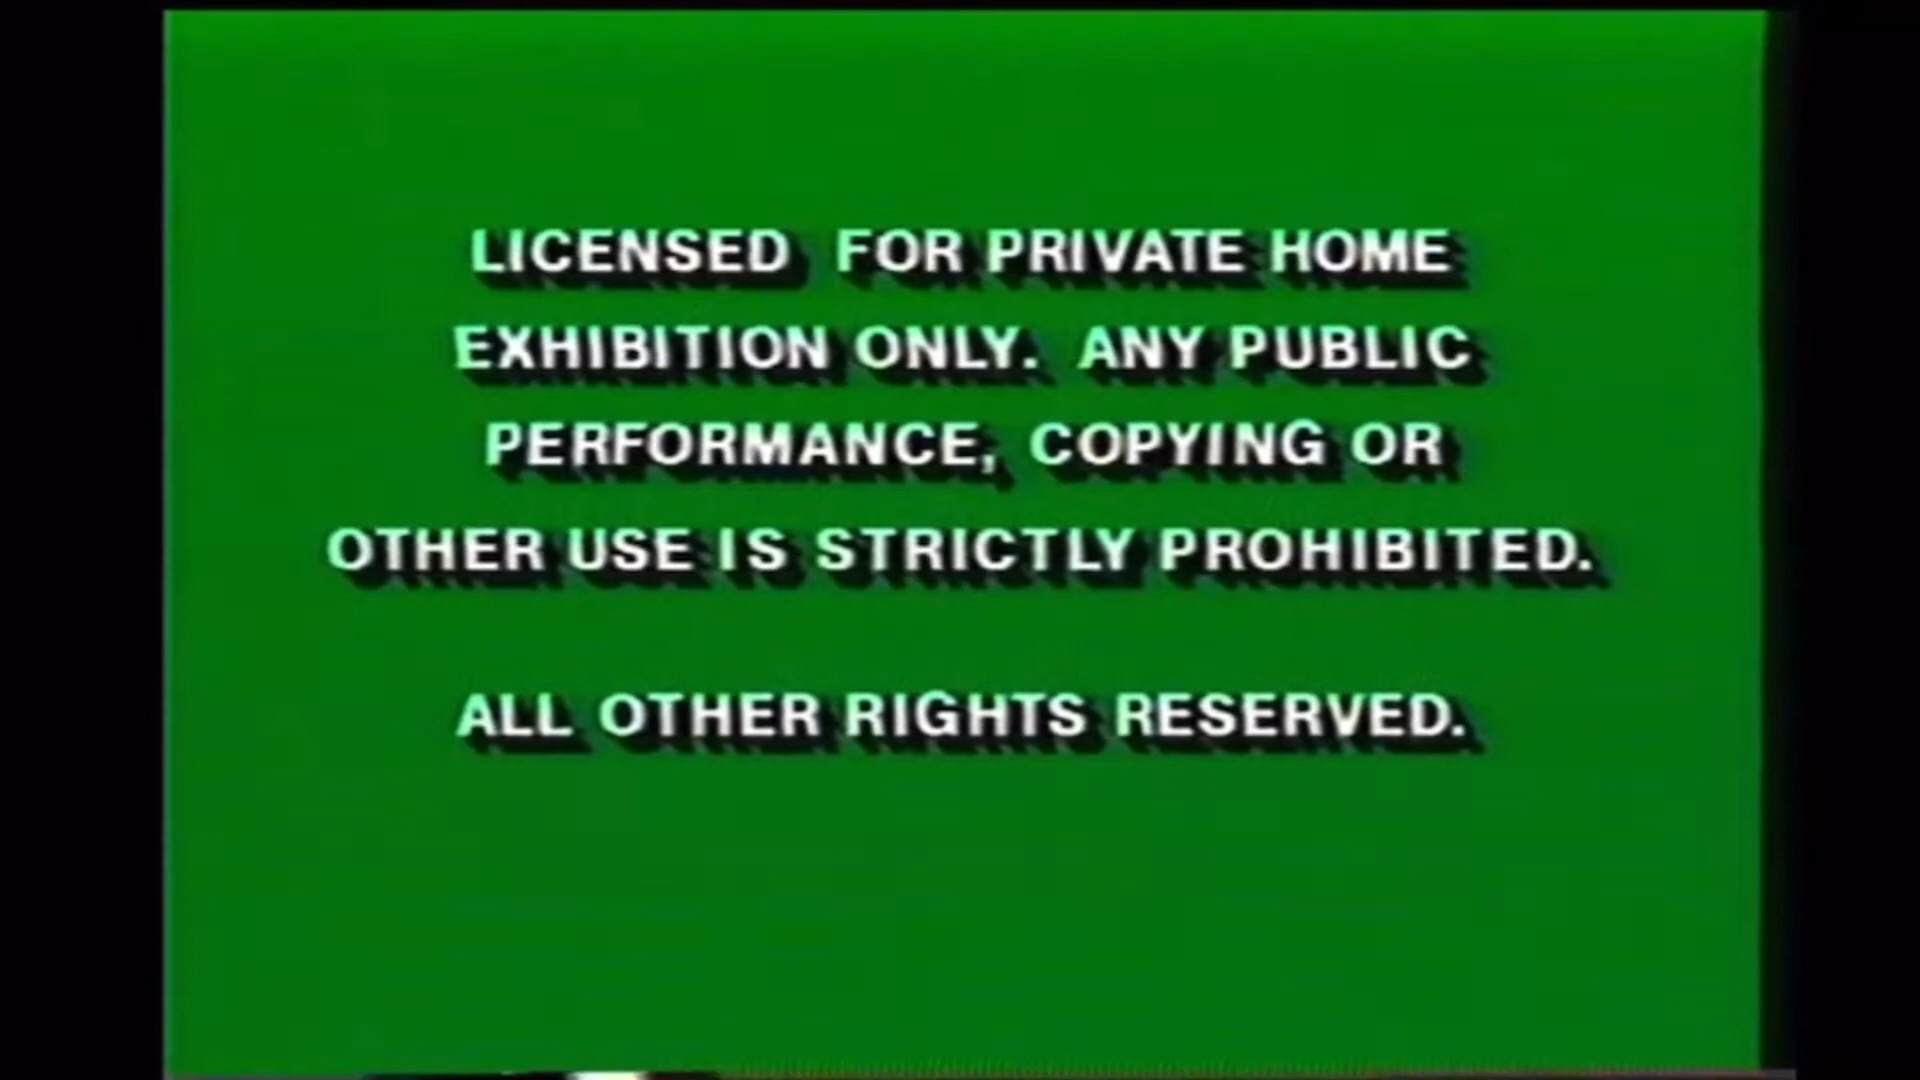 LICENSED FOR PRIVATE HOME
EXHIBITION ONLY. ANY PUBLIC
PERFORMANCE, COPYING OR
OTHER USE IS STRICTLY PROHIBITED.
ALL OTHER RIGHTS RESERVED.